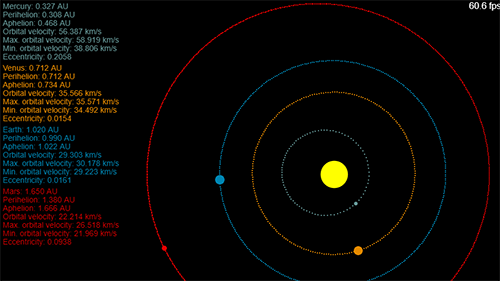 Mercury: 0.327 AU
Perihelion: 0.308 AU
Aphelion: 0.468 AU
Orbital velocity: 56.387 km/s
Max. orbital velocity: 58.919 km/s
Min. orbital velocity: 38.806 km/s
Eccentricity: 0.2058
Venus: 0.712 AU
Perihelion: 0.712 AU
Aphelion: 0.734 AU
Orbital velocity: 35.566 km/s
Max. orbital velocity: 35.571 km/s
Min. orbital velocity: 34.492 km/s
Eccentricity: 0.0154
Earth: 1.020 AU
Perihelion: 0.990 AU
Aphelion: 1.022 AU
Orbital velocity: 29.303 km/s
Max. orbital velocity: 30.178 km/s
Min. orbital velocity: 29.223 km/s
Eccentricity: 0.0161
Mars: 1.650 AU
Perihelion: 1.380 AU
Aphelion: 1.666 AU
Orbital velocity: 22.214 km/s
Max. orbital velocity: 26.518 km/s
Min. orbital velocity: 21.969 km/s
Eccentricity: 0.0938
60.6 fps